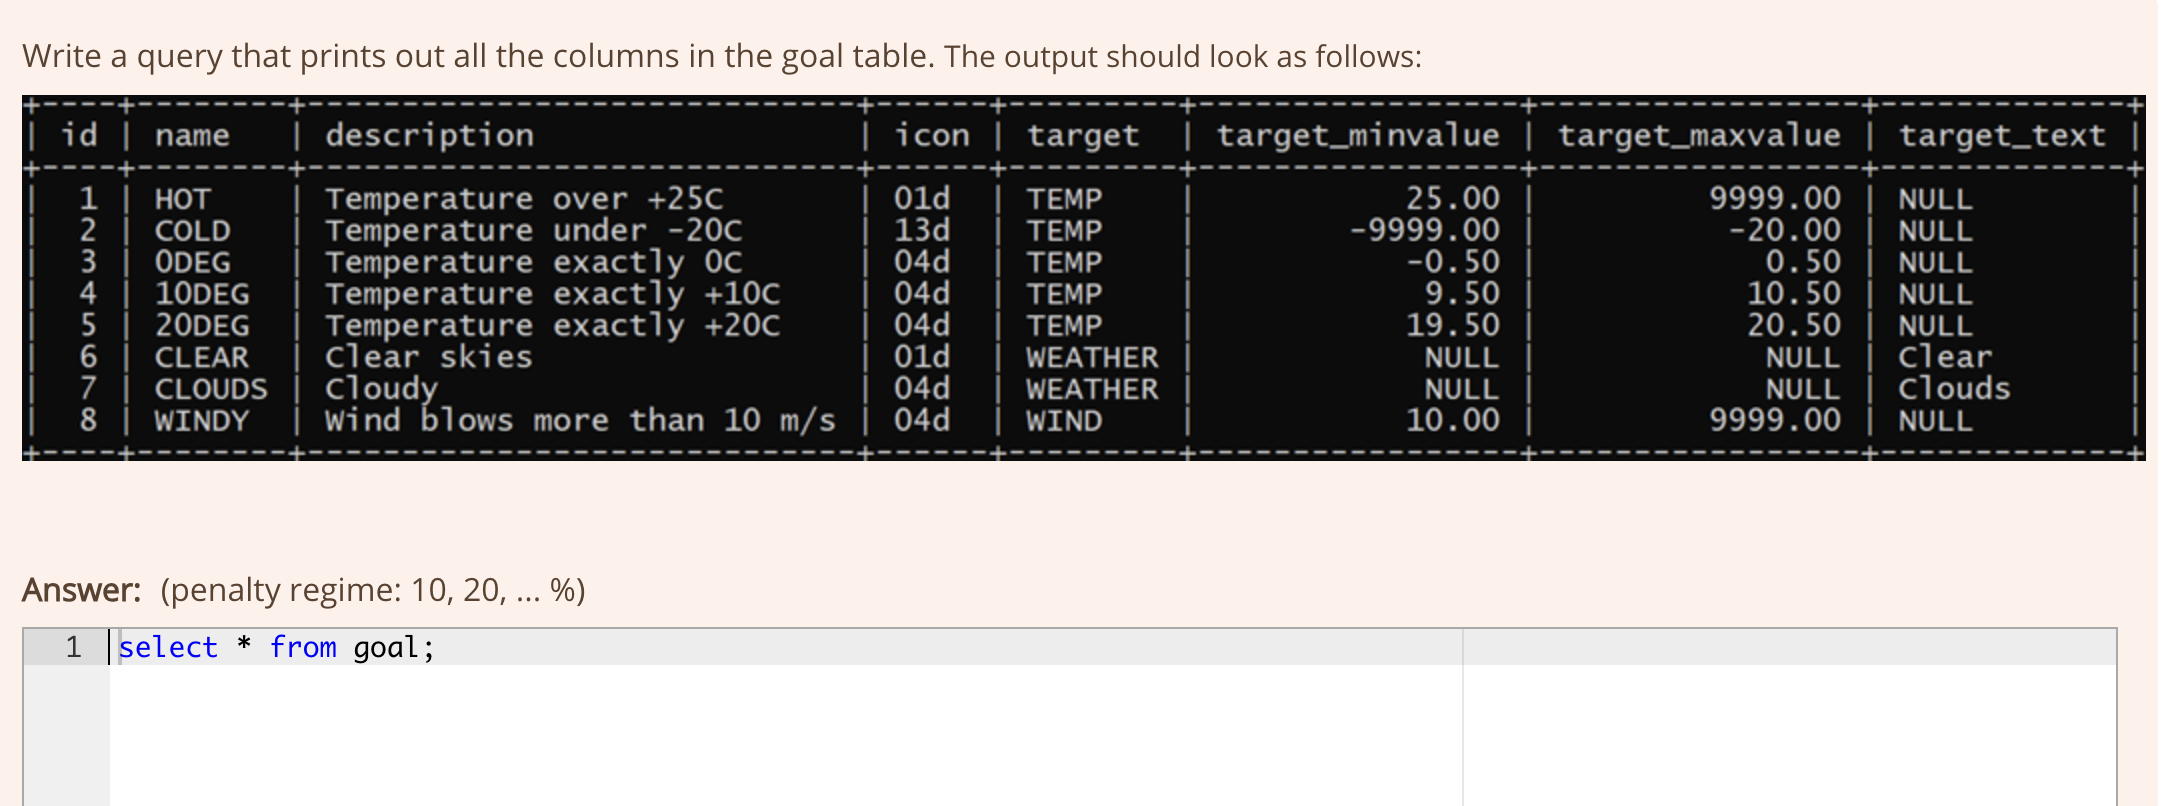 Write a query that prints out all the columns in the goal table. The output should look as follows:
+----+--------+-----------------------------+------+---------+-----------------+-----------------+-------------+
| id | name   | description                 | icon | target  | target_minvalue | target_maxvalue | target_text |
+----+--------+-----------------------------+------+---------+-----------------+-----------------+-------------+
|  1 | HOT    | Temperature over +25C       | 01d  | TEMP    |           25.00 |         9999.00 | NULL        |
|  2 | COLD   | Temperature under -20C      | 13d  | TEMP    |        -9999.00 |          -20.00 | NULL        |
|  3 | 0DEG   | Temperature exactly 0C      | 04d  | TEMP    |           -0.50 |            0.50 | NULL        |
|  4 | 10DEG  | Temperature exactly +10C    | 04d  | TEMP    |            9.50 |           10.50 | NULL        |
|  5 | 20DEG  | Temperature exactly +20C    | 04d  | TEMP    |           19.50 |           20.50 | NULL        |
|  6 | CLEAR  | Clear skies                 | 01d  | WEATHER |            NULL |            NULL | Clear       |
|  7 | CLOUDS | Cloudy                      | 04d  | WEATHER |            NULL |            NULL | Clouds      |
|  8 | WINDY  | Wind blows more than 10 m/s | 04d  | WIND    |           10.00 |         9999.00 | NULL        |
+----+--------+-----------------------------+------+---------+-----------------+-----------------+-------------+
Answer: (penalty regime: 10, 20, ... %)
1 select * from goal;